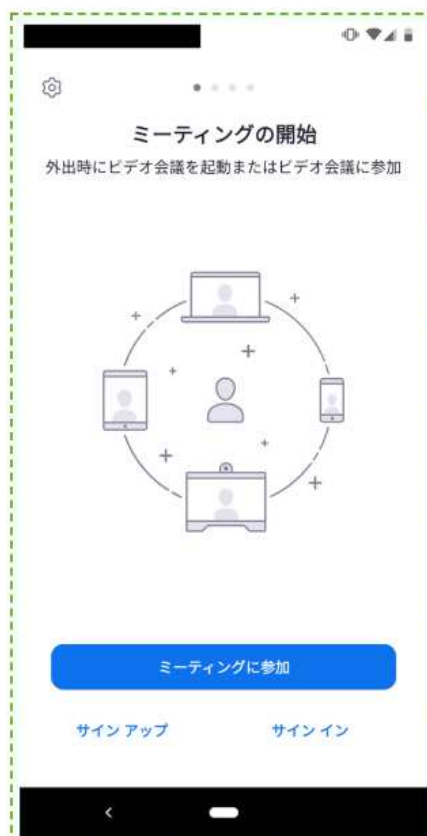 ミーティングの開始
外出時にビデオ会議を起動またはビデオ会議に参加
ミーティングに参加
サイン アップ
サイン イン